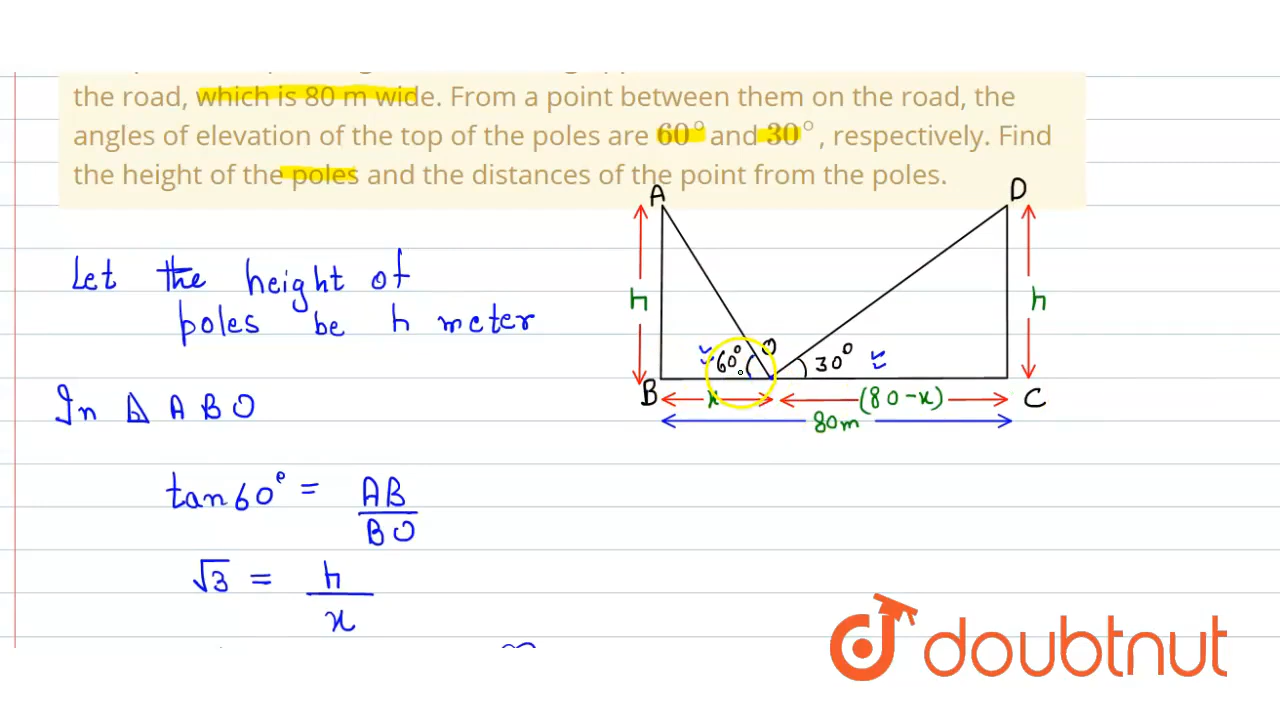 the road, which is 80 m wide. From a point between them on the road, the
angles of elevation of the top of the poles are 60° and 30°, respectively. Find
the height of the poles and the distances of the point from the poles.
A D
Let the height of
poles be h meter
h h
60° O 30°
B x (80-x) C
80m
In Δ A B O
tan60° = AB/BO
√3 = h/x
doubtnut